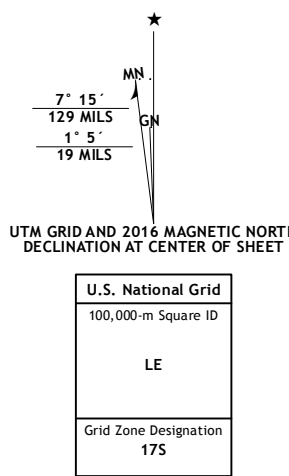 MN
7° 15´
129 MILS
GN
1° 5´
19 MILS
UTM GRID AND 2016 MAGNETIC NORTH
DECLINATION AT CENTER OF SHEET
U.S. National Grid
100,000-m Square ID
LE
Grid Zone Designation
17S